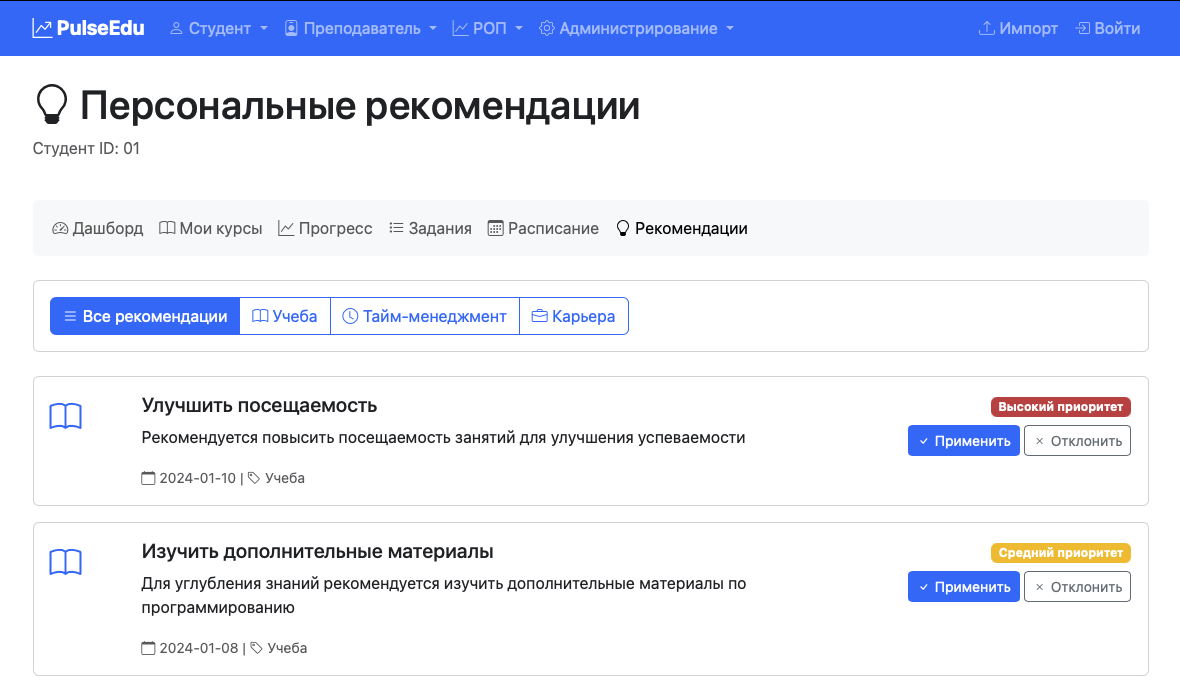 PulseEdu Студент Преподаватель РОП Администрирование Импорт Войти
Персональные рекомендации
Студент ID: 01
Дашборд Мои курсы Прогресс Задания Расписание Рекомендации
Все рекомендации Учеба Тайм-менеджмент Карьера
Улучшить посещаемость
Высокий приоритет
Рекомендуется повысить посещаемость занятий для улучшения успеваемости
Применить Отклонить
2024-01-10 | Учеба
Изучить дополнительные материалы
Средний приоритет
Для углубления знаний рекомендуется изучить дополнительные материалы по
программированию
Применить Отклонить
2024-01-08 | Учеба